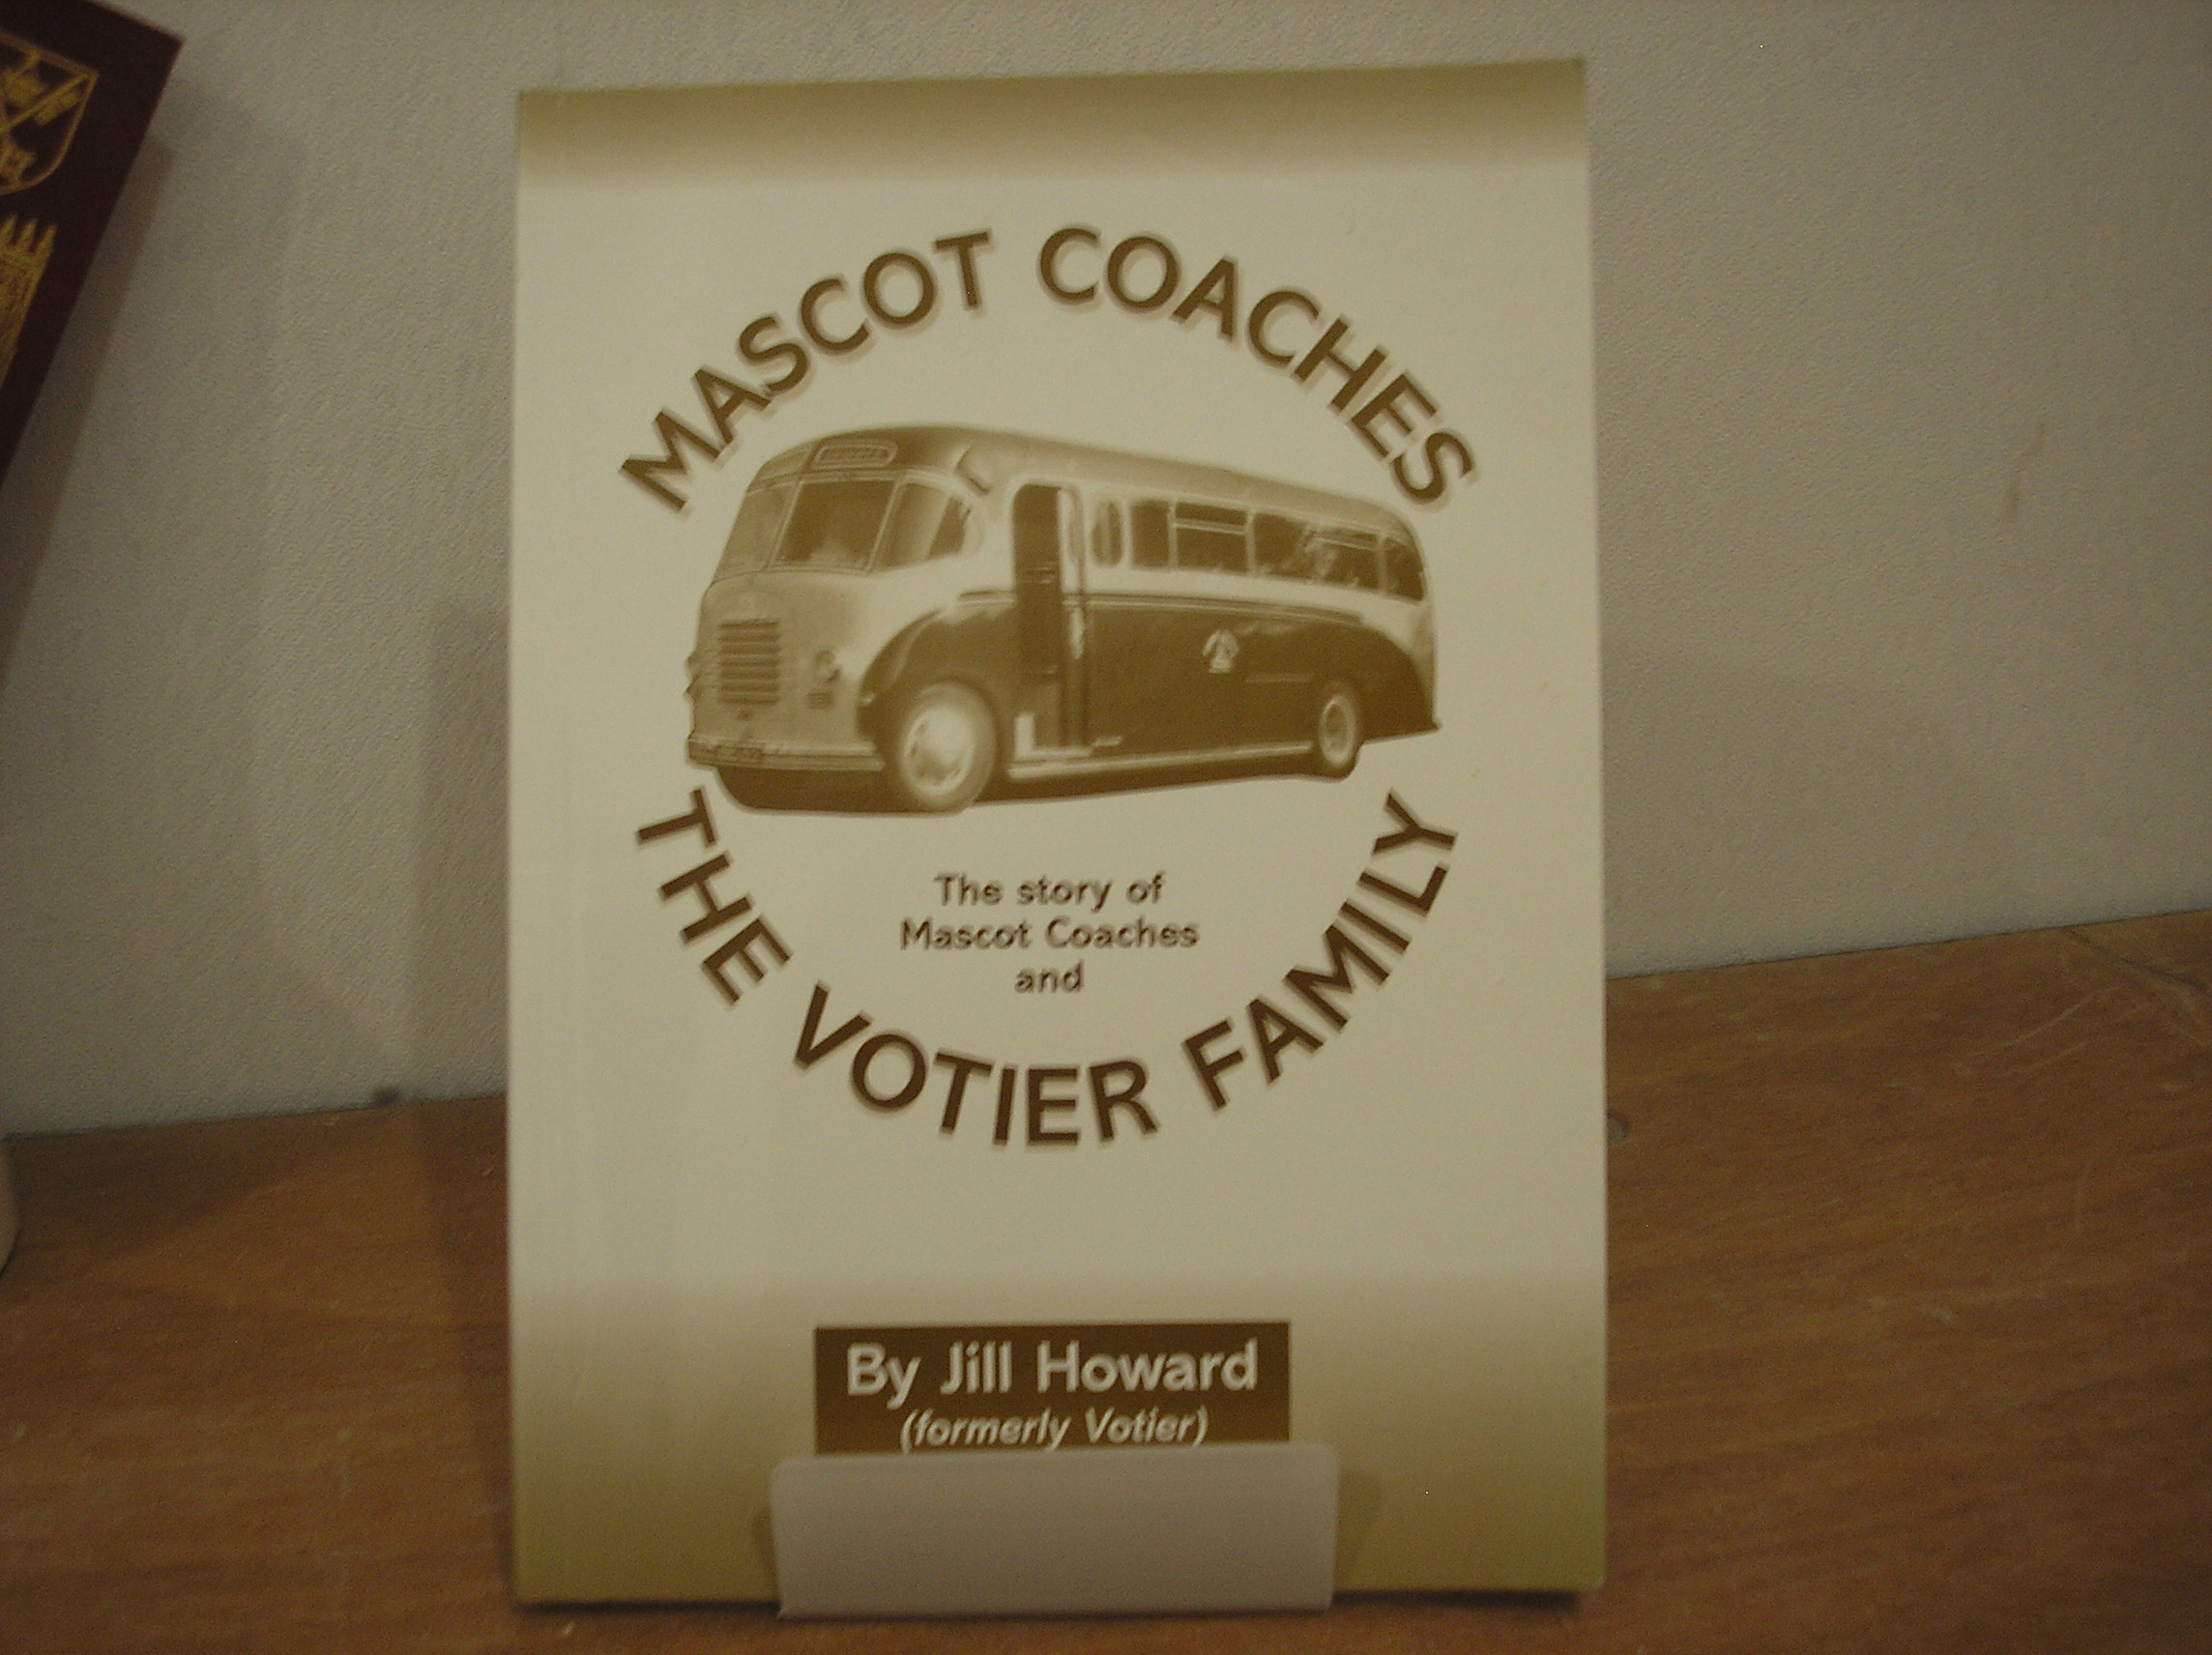 MASCOT COACHES
The story of
Mascot Coaches
and
THE VOTIER FAMILY
By Jill Howard
(formerly Votier)